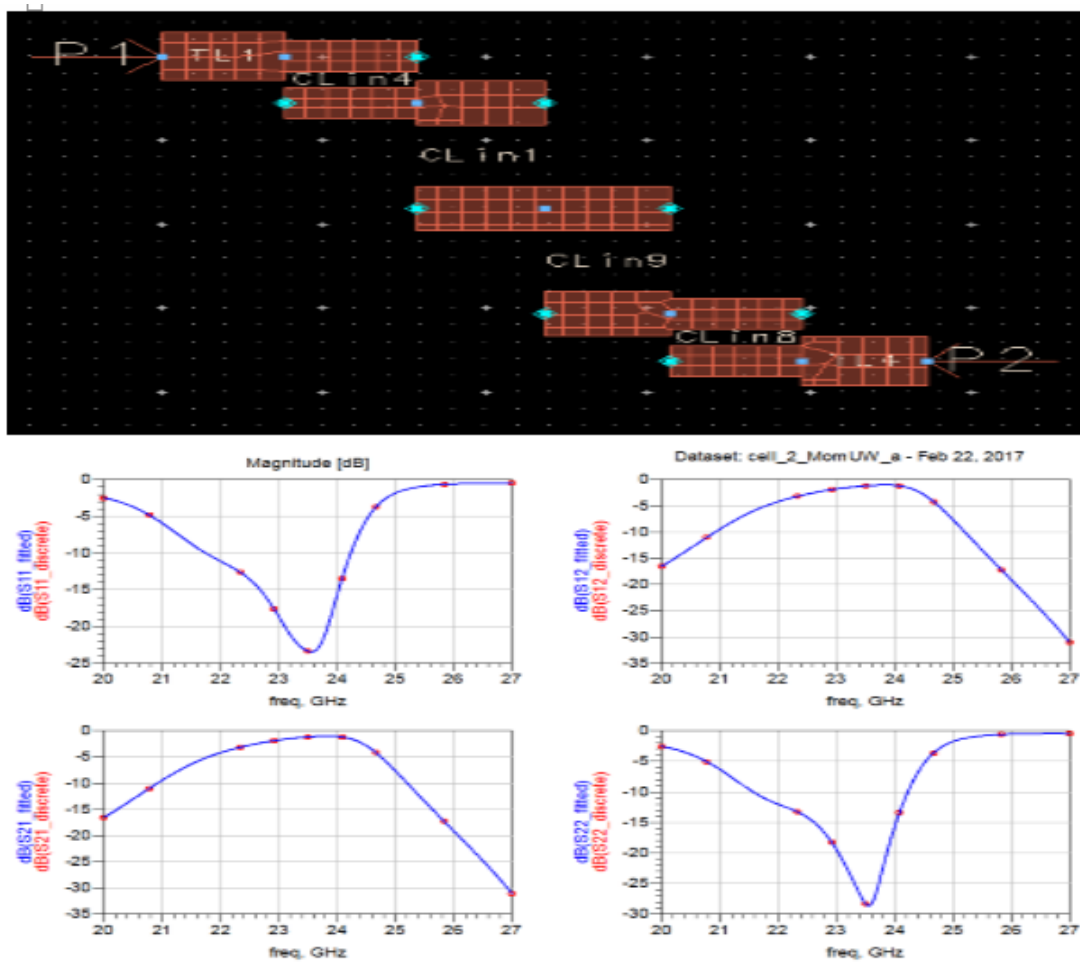 P1
TL1
CLin4
CLin1
CLin9
CLin8
TL4
P2
Magnitude [dB]
dB(S11_fitted)
dB(S11_discrete)
0
-5
-10
-15
-20
-25
20 21 22 23 24 25 26 27
freq, GHz
Dataset: cell_2_MomUW_a - Feb 22, 2017
dB(S12_fitted)
dB(S12_discrete)
0
-5
-10
-15
-20
-25
-30
-35
20 21 22 23 24 25 26 27
freq, GHz
dB(S21_fitted)
dB(S21_discrete)
0
-5
-10
-15
-20
-25
-30
-35
20 21 22 23 24 25 26 27
freq, GHz
dB(S22_fitted)
dB(S22_discrete)
0
-5
-10
-15
-20
-25
-30
20 21 22 23 24 25 26 27
freq, GHz